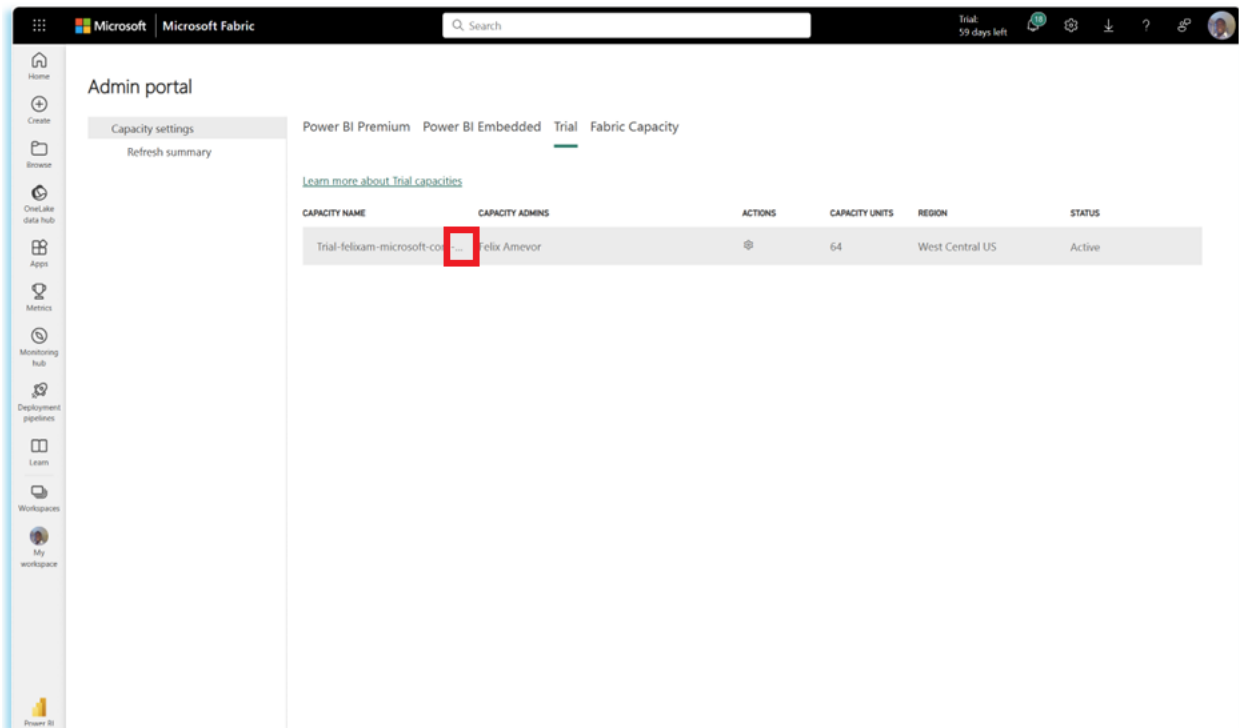 Microsoft Microsoft Fabric
Search
Trial:
59 days left
18
?
Home
Create
Browse
OneLake
data hub
Apps
Metrics
Monitoring
hub
Deployment
pipelines
Learn
Workspaces
My
workspace
Power BI
Admin portal
Capacity settings
Refresh summary
Power BI Premium Power BI Embedded Trial Fabric Capacity
Learn more about Trial capacities
CAPACITY NAME CAPACITY ADMINS ACTIONS CAPACITY UNITS REGION STATUS
Trial-felixam-microsoft-com-... Felix Amevor 64 West Central US Active